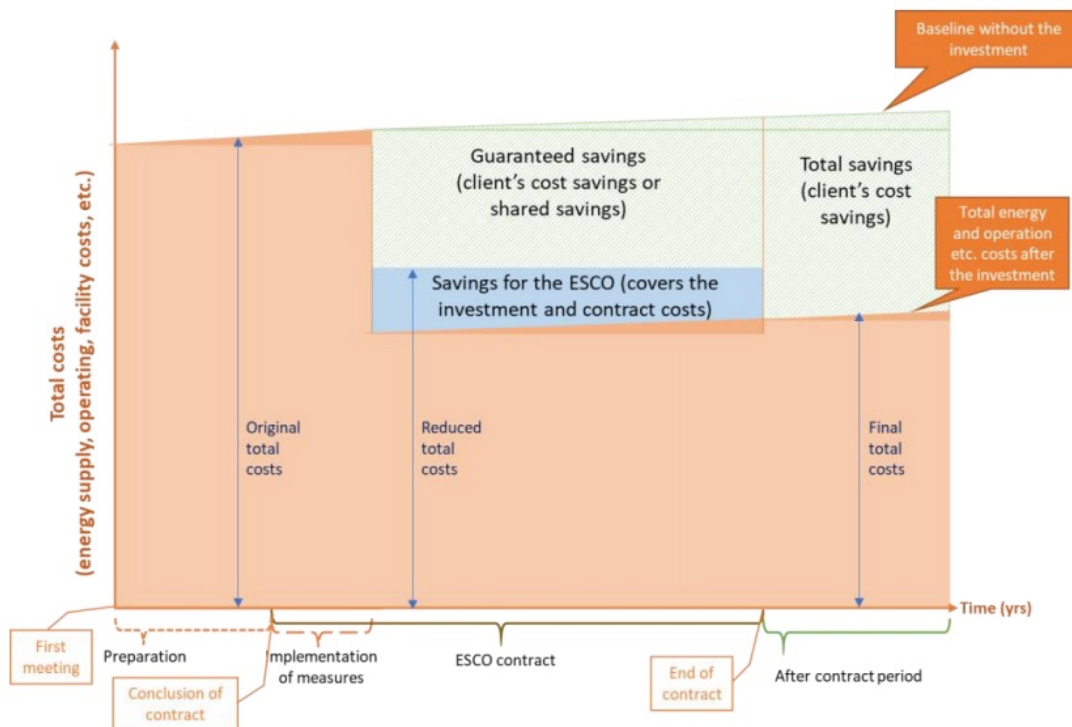 Baseline without the
investment
Guaranteed savings
(client's cost savings or
shared savings)
Total savings
(client's cost
savings)
Total energy
and operation
etc. costs after
the investment
Savings for the ESCO (covers the
investment and contract costs)
Total costs
(energy supply, operating, facility costs, etc.)
Original
total
costs
Reduced
total
costs
Final
total
costs
Time (yrs)
First
meeting
Preparation
Conclusion of
contract
Implementation
of measures
ESCO contract
End of
contract
After contract period